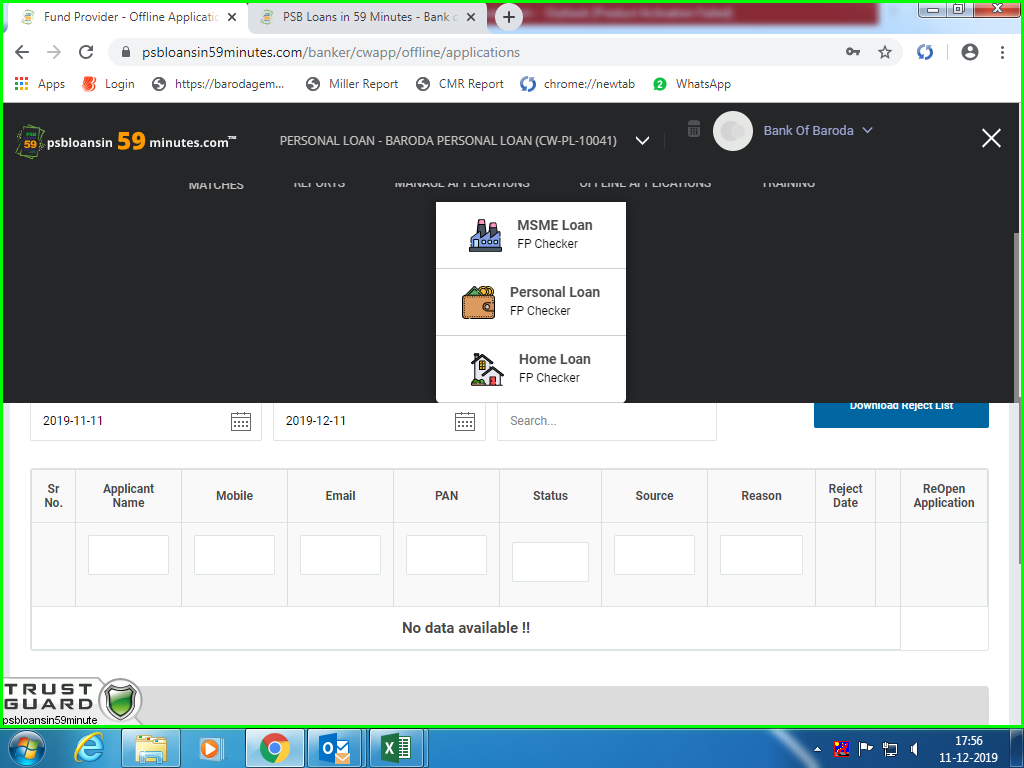 Fund Provider - Offline Applicatio
PSB Loans in 59 Minutes - Bank o
psbloansin59minutes.com/banker/cwapp/offline/applications
Apps
Login
https://barodagem...
Miller Report
CMR Report
chrome://newtab
2
WhatsApp
PSB
59
psbloansin 59 minutes.com™
PERSONAL LOAN - BARODA PERSONAL LOAN (CW-PL-10041)
Bank Of Baroda
MATCHES
REPORTS
MANAGE APPLICATIONS
OFFLINE APPLICATIONS
TRAINING
MSME Loan
FP Checker
Personal Loan
FP Checker
Home Loan
FP Checker
2019-11-11
2019-12-11
Search...
Download Reject List
Sr No.
Applicant Name
Mobile
Email
PAN
Status
Source
Reason
Reject Date
ReOpen Application
No data available !!
TRUST
GUARD
psbloansin59minute
17:56
11-12-2019